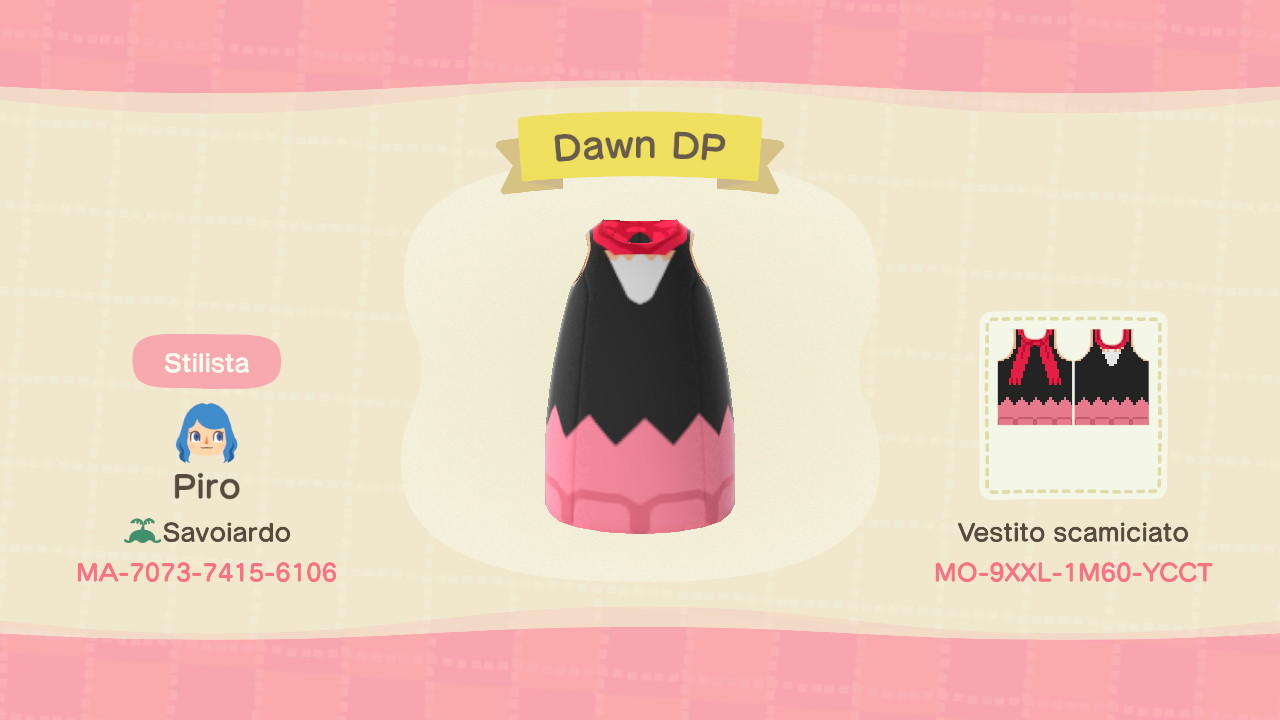 Dawn DP
Stilista
Piro
Savoiardo
MA-7073-7415-6106
Vestito scamiciato
MO-9XXL-1M60-YCCT